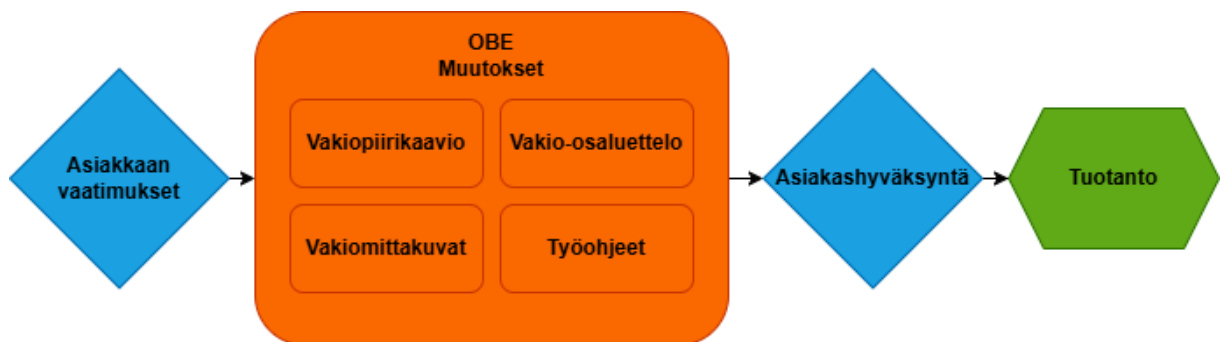 OBE
Muutokset
Vakiopiirikaavio
Vakio-osaluettelo
Asiakkaan
vaatimukset
Asiakashyväksyntä
Tuotanto
Vakiomittakuvat
Työohjeet